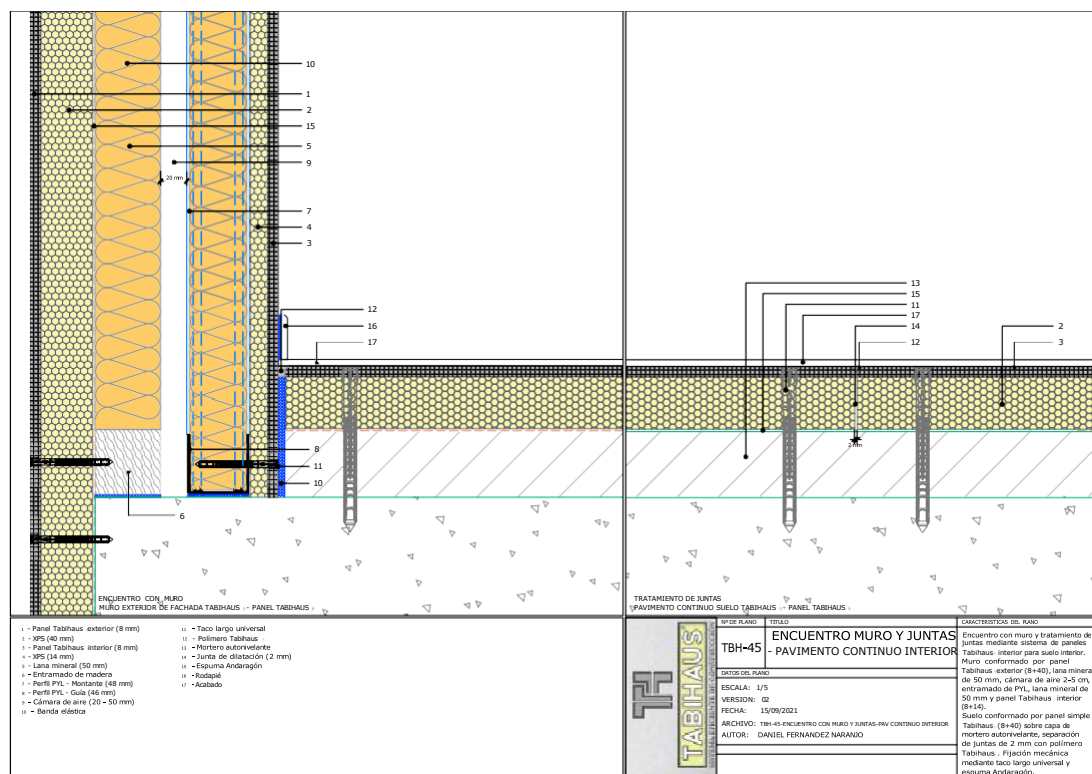 10
1
2
15
5
9
20 mm
7
4
3
12
16
17
8
11
10
6
ENCUENTRO CON MURO
MURO EXTERIOR DE FACHADA TABIHAUS - PANEL TABIHAUS
13
15
11
17
14
12
2
3
2 mm
TRATAMIENTO DE JUNTAS
PAVIMENTO CONTINUO SUELO TABIHAUS - PANEL TABIHAUS
1 - Panel Tabihaus exterior (8 mm)
2 - XPS (40 mm)
3 - Panel Tabihaus interior (8 mm)
4 - XPS (14 mm)
5 - Lana mineral (50 mm)
6 - Entramado de madera
7 - Perfil PYL - Montante (48 mm)
8 - Perfil PYL - Guía (46 mm)
9 - Cámara de aire (20 - 50 mm)
10 - Banda elástica
11 - Taco largo universal
12 - Polímero Tabihaus
13 - Mortero autonivelante
14 - Junta de dilatación (2 mm)
15 - Espuma Andaragón
16 - Rodapié
17 - Acabado
TABIHAUS
SISTEMA DE CONSTRUCCIÓN
Nº DE PLANO
TBH-45
TITULO
ENCUENTRO MURO Y JUNTAS
- PAVIMENTO CONTINUO INTERIOR
DATOS DEL PLANO
ESCALA: 1/5
VERSION: 02
FECHA: 15/09/2021
ARCHIVO: TBH-45-ENCUENTRO CON MURO Y JUNTAS-PAV CONTINUO INTERIOR
AUTOR: DANIEL FERNANDEZ NARANJO
CARACTERISTICAS DEL PLANO
Encuentro con muro y tratamiento de
juntas mediante sistema de paneles
Tabihaus interior para suelo interior.
Muro conformado por panel
Tabihaus exterior (8+40), lana mineral
de 50 mm, cámara de aire 2-5 cm,
entramado de PYL, lana mineral de
50 mm y panel Tabihaus interior
(8+14).
Suelo conformado por panel simple
Tabihaus (8+40) sobre capa de
mortero autonivelante, separación
de juntas de 2 mm con polímero
Tabihaus . Fijación mecánica
mediante taco largo universal y
espuma Andaragón.